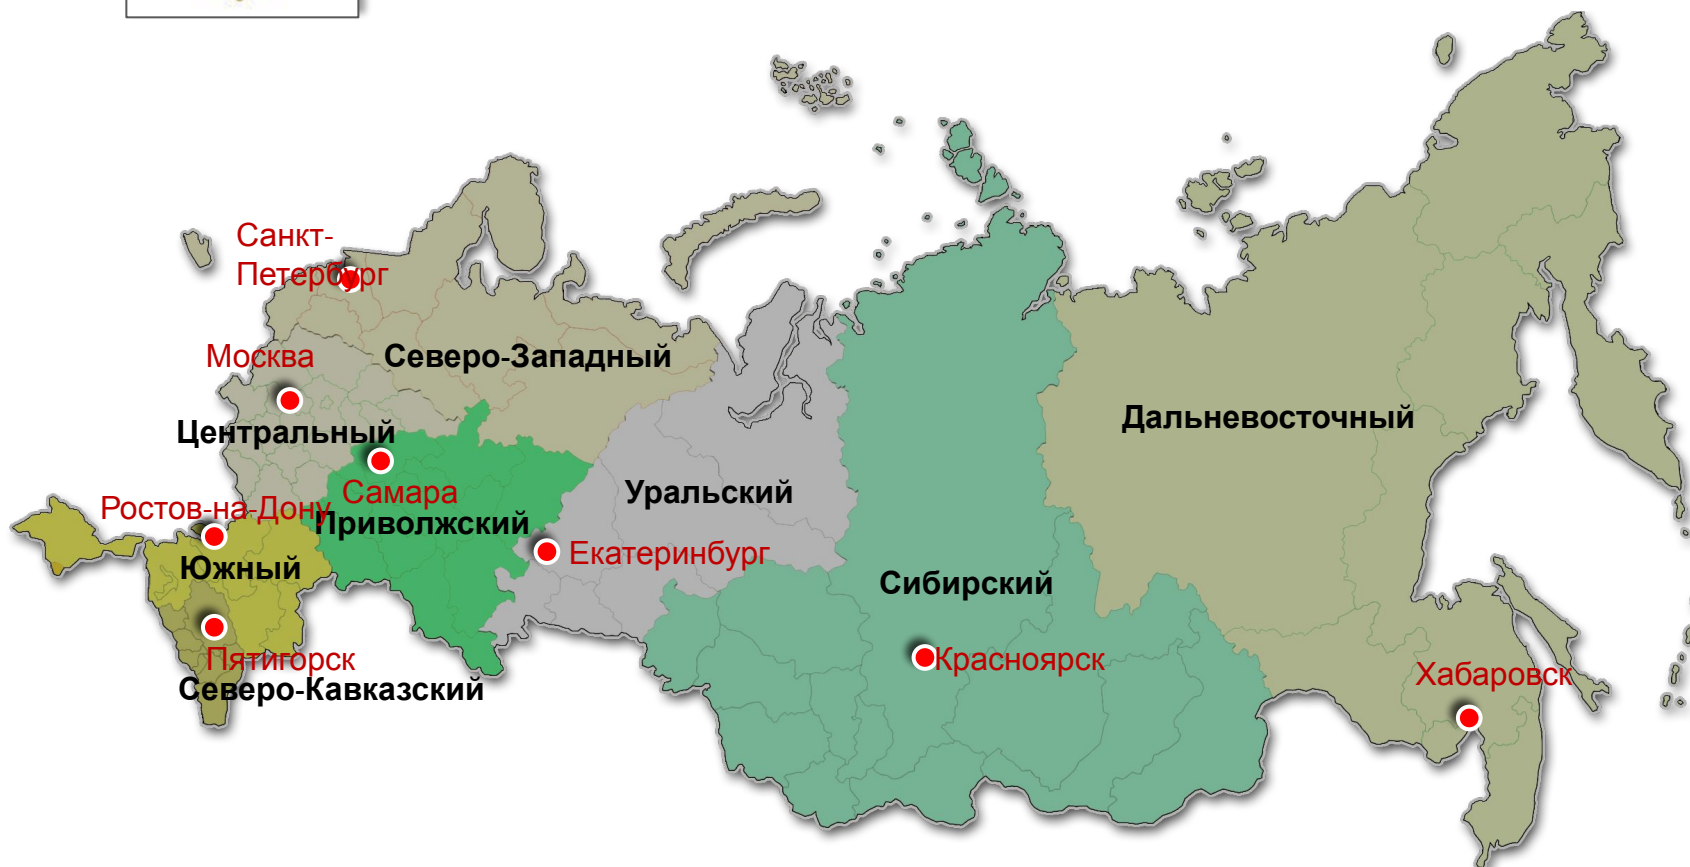 Санкт-
Петербург
Москва
Северо-Западный
Центральный
Дальневосточный
Самара
Уральский
Ростов-на-Дону
Приволжский
Екатеринбург
Южный
Сибирский
Пятигорск
Красноярск
Хабаровск
Северо-Кавказский